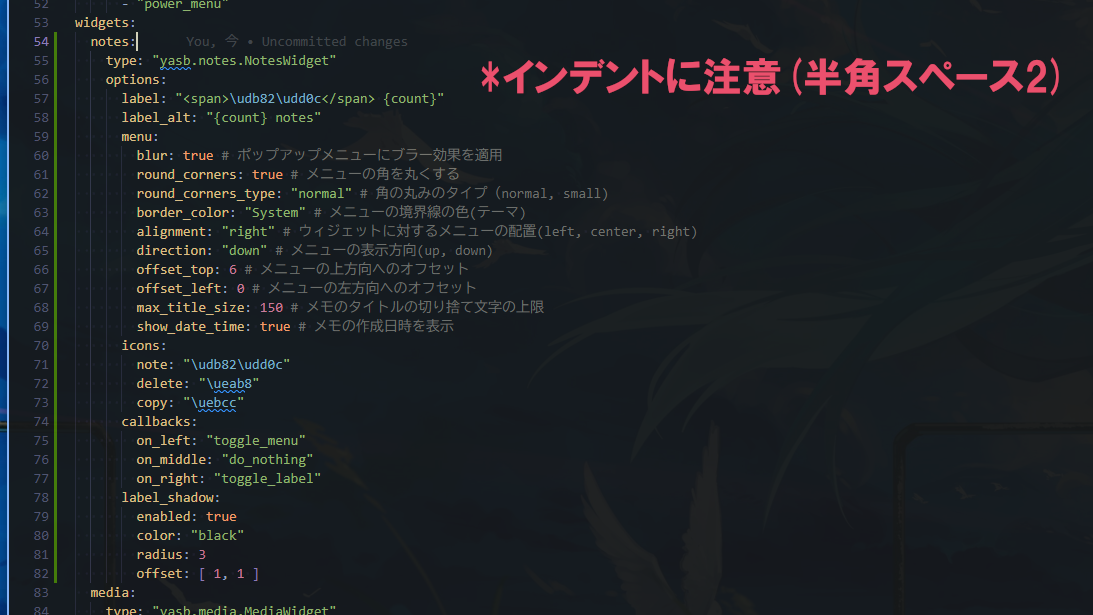 52 - "power_menu"
53 widgets:
54 notes: You, 今 • Uncommitted changes
55 type: "yasb.notes.NotesWidget"
*インデントに注意(半角スペース2)
56 options:
57 label: "<span>\udb82\udd0c</span> {count}"
58 label_alt: "{count} notes"
59 menu:
60 blur: true # ポップアップメニューにブラー効果を適用
61 round_corners: true # メニューの角を丸くする
62 round_corners_type: "normal" # 角の丸みのタイプ（normal, small)
63 border_color: "System" # メニューの境界線の色(テーマ)
64 alignment: "right" # ウィジェットに対するメニューの配置(left, center, right)
65 direction: "down" # メニューの表示方向(up, down)
66 offset_top: 6 # メニューの上方向へのオフセット
67 offset_left: 0 # メニューの左方向へのオフセット
68 max_title_size: 150 # メモのタイトルの切り捨て文字の上限
69 show_date_time: true # メモの作成日時を表示
70 icons:
71 note: "\udb82\udd0c"
72 delete: "\ueab8"
73 copy: "\uebcc"
74 callbacks:
75 on_left: "toggle_menu"
76 on_middle: "do_nothing"
77 on_right: "toggle_label"
78 label_shadow:
79 enabled: true
80 color: "black"
81 radius: 3
82 offset: [ 1, 1 ]
83 media:
84 type: "yasb.media.MediaWidget"